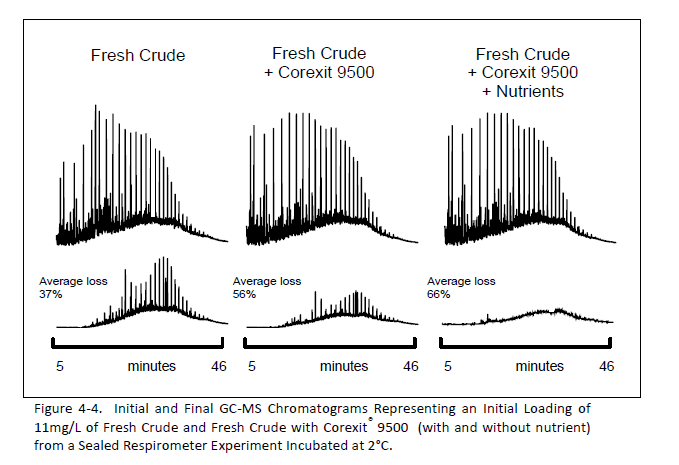 Fresh Crude
Fresh Crude
+ Corexit 9500
Fresh Crude
+ Corexit 9500
+ Nutrients
Average loss
37%
Average loss
56%
Average loss
66%
5 minutes 46
5 minutes 46
5 minutes 46
Figure 4-4. Initial and Final GC-MS Chromatograms Representing an Initial Loading of
11mg/L of Fresh Crude and Fresh Crude with Corexit® 9500 (with and without nutrient)
from a Sealed Respirometer Experiment Incubated at 2°C.